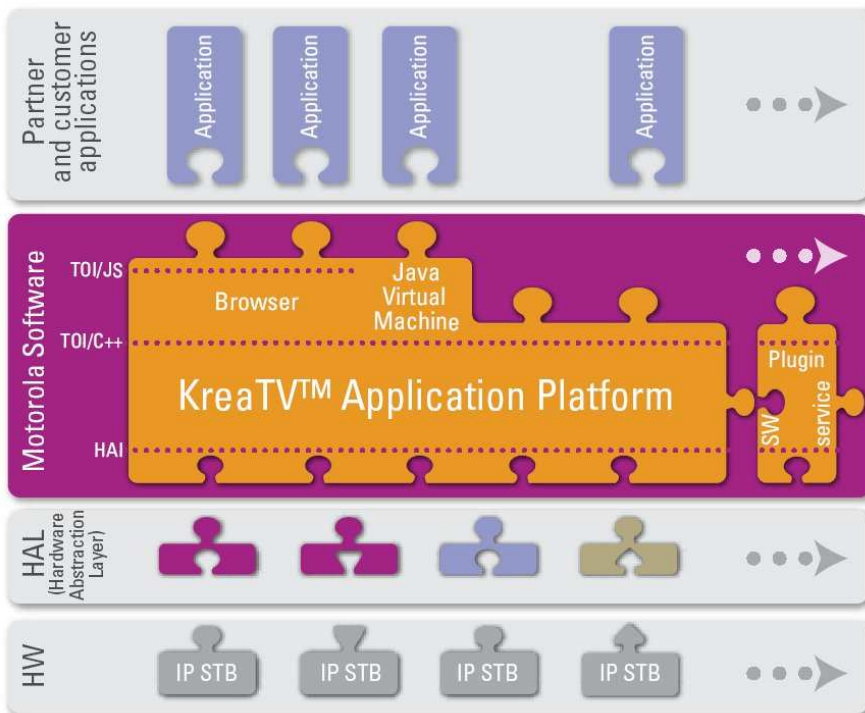 Partner
and customer
applications
Application
Application
Application
Application
Motorola Software
TOI/JS
Browser
Java
Virtual
Machine
TOI/C++
KreaTV™ Application Platform
HAI
Plugin
SW
service
HAL
(Hardware
Abstraction
Layer)
HW
IP STB
IP STB
IP STB
IP STB